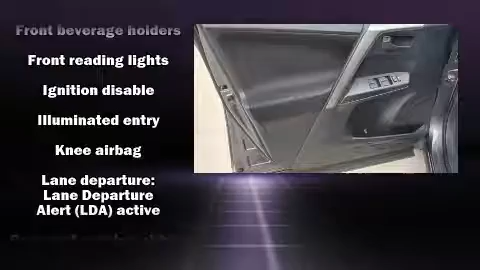 Front beverage holders
Front reading lights
Ignition disable
Illuminated entry
Knee airbag
Lane departure:
Lane Departure
Alert (LDA) active